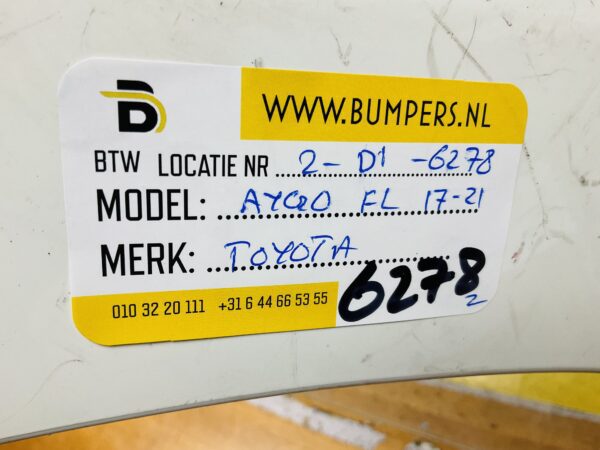 B
WWW.BUMPERS.NL
BTW LOCATIE NR 2-D1-6278
MODEL: AYGO FL 17-21
MERK: TOYOTA
010 32 20 111 +31 6 44 66 53 55
6278
2